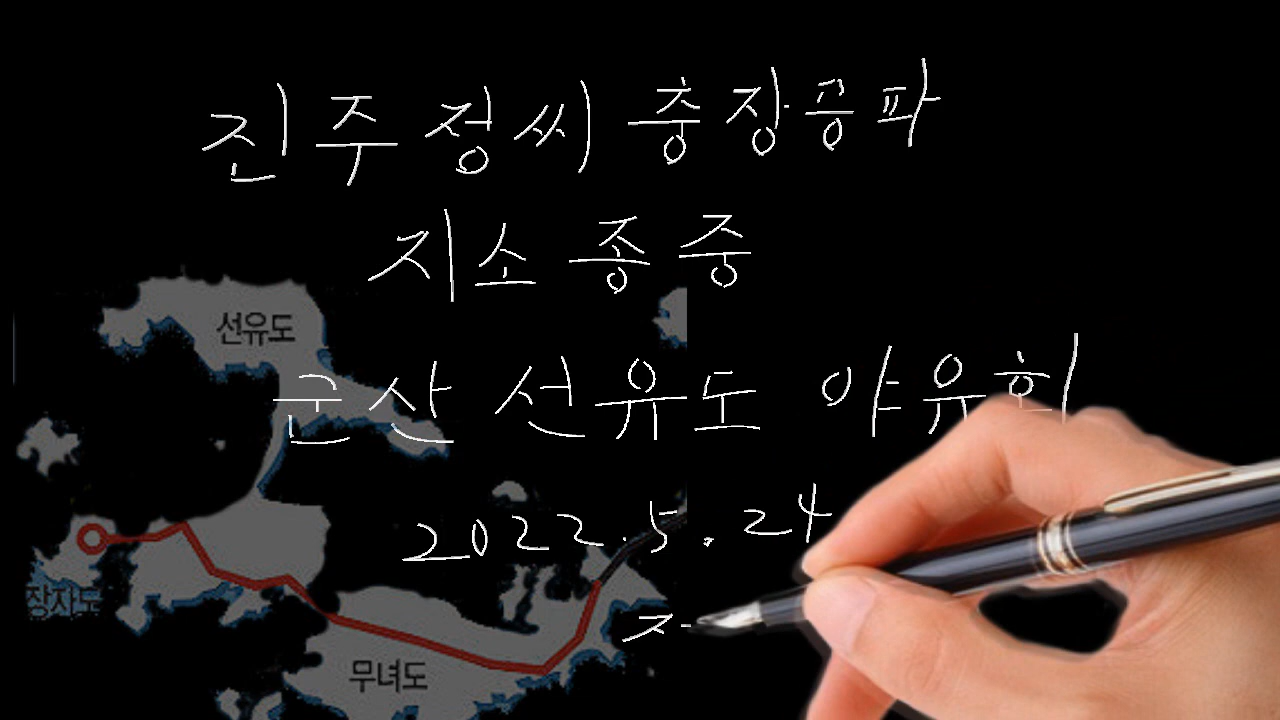 진주정씨충장공파
지소종중
선유도
군산 선유도 야유회
2022.5.24
장자도
무녀도